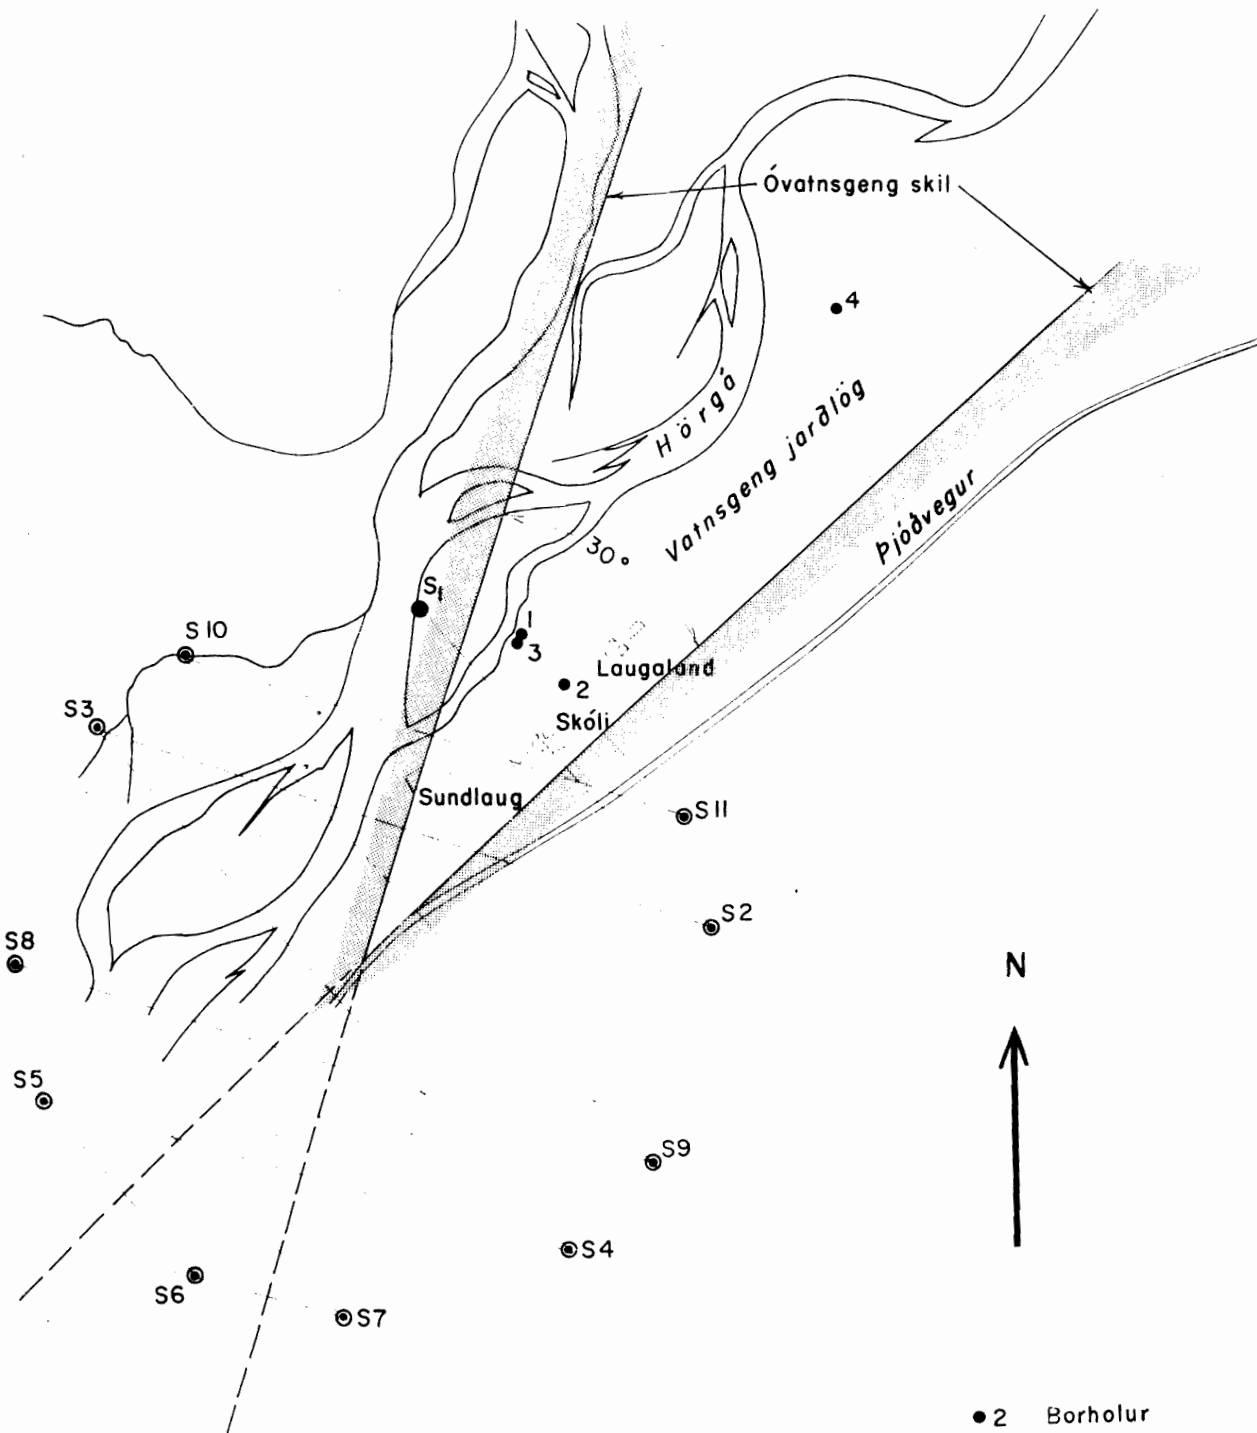 Óvatnsgeng skil
4
Hörgá
Vatnsgeng jarðlög
Þjóðvegur
30
S1
1
3
S10
Laugaland
2
S3
Skóli
Sundlaug
S11
S2
S8
N
S5
S9
S4
S6
S7
2 Borholur